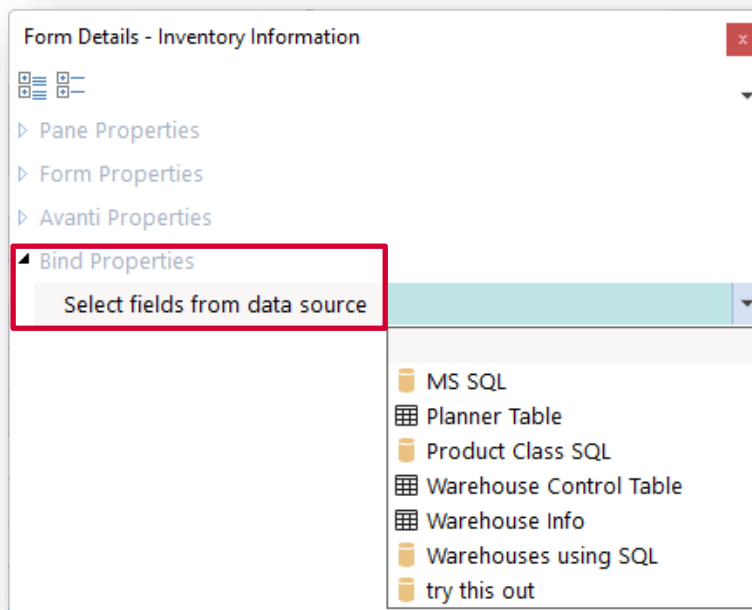 Form Details - Inventory Information
x
Pane Properties
Form Properties
Avanti Properties
Bind Properties
Select fields from data source
MS SQL
Planner Table
Product Class SQL
Warehouse Control Table
Warehouse Info
Warehouses using SQL
try this out